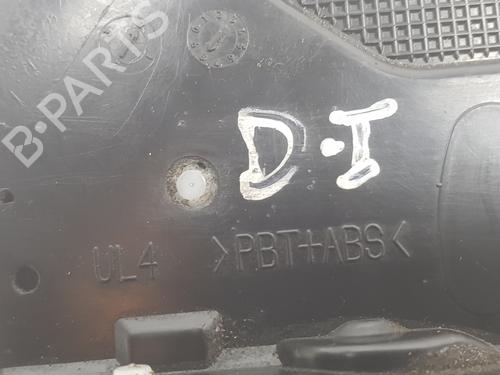 B-PARTS
D·I
UL4 >PBT+ABS<